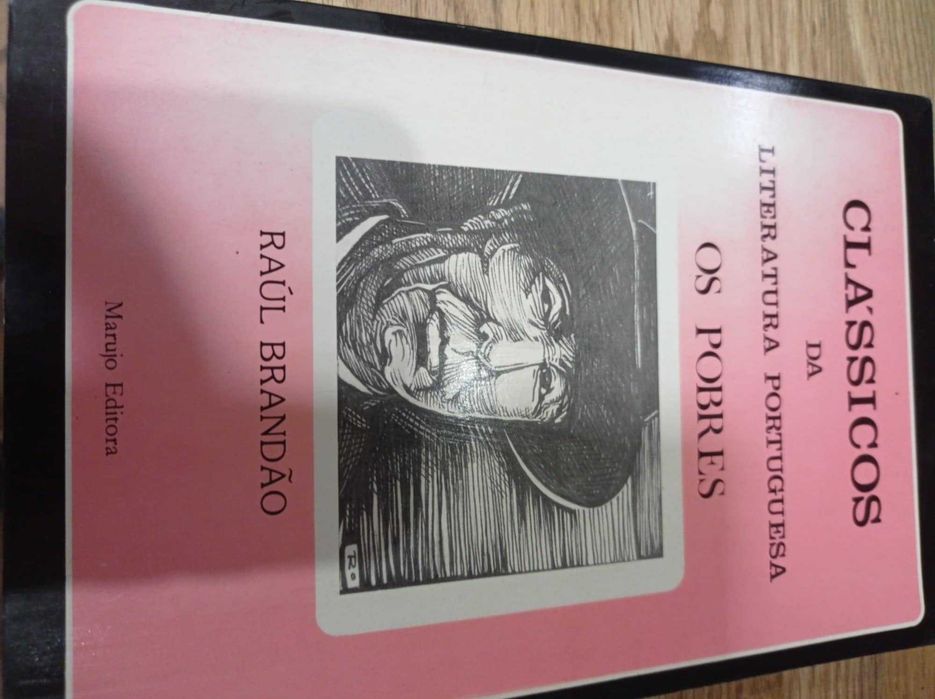 CLÁSSICOS
DA
LITERATURA PORTUGUESA
OS POBRES
RAÚL BRANDÃO
Marujo Editora